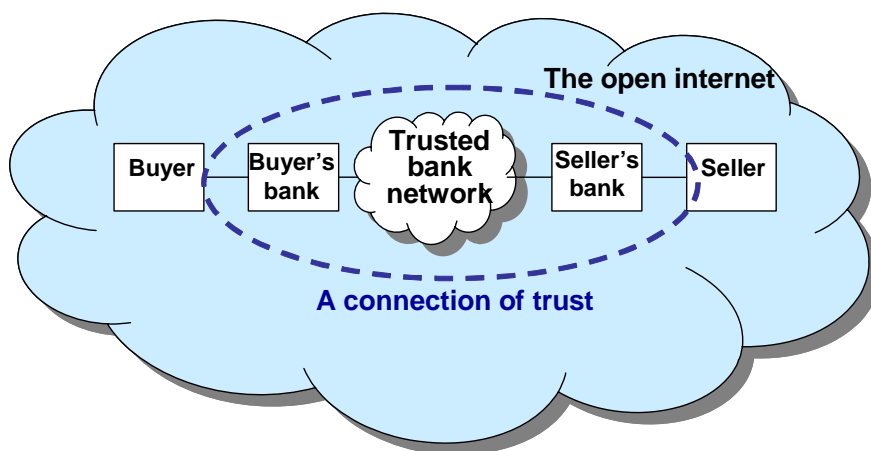 The open internet
Buyer
Buyer's
bank
Trusted
bank
network
Seller's
bank
Seller
A connection of trust